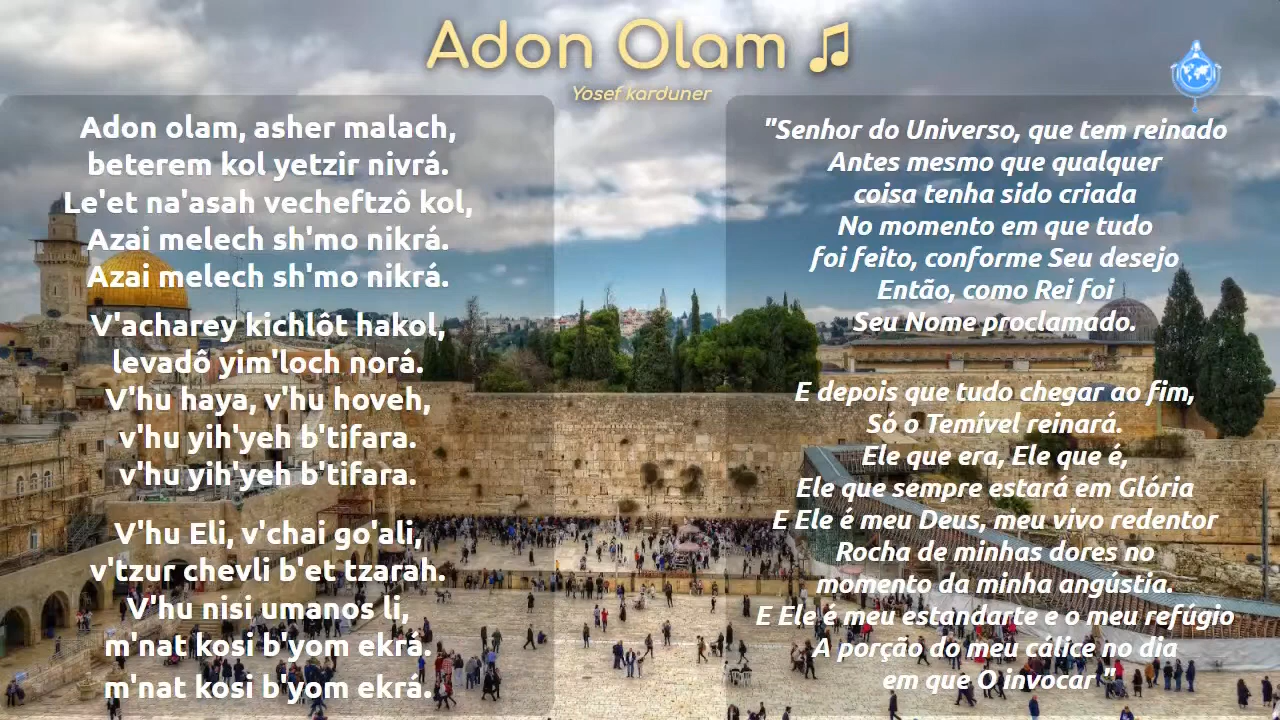 Adon Olam
Yosef karduner
Adon olam, asher malach,
beterem kol yetzir nivrá.
Le'et na'asah vecheftzô kol,
Azai melech sh'mo nikrá.
Azai melech sh'mo nikrá.
V'acharey kichlôt hakol,
levadô yim'loch norá.
V'hu haya, v'hu hoveh,
v'hu yih'yeh b'tifara.
v'hu yih'yeh b'tifara.
V'hu Eli, v'chai go'ali,
v'tzur chevli b'et tzarah.
V'hu nisi umanos li,
m'nat kosi b'yom ekrá.
m'nat kosi b'yom ekrá.
"Senhor do Universo, que tem reinado
Antes mesmo que qualquer
coisa tenha sido criada
No momento em que tudo
foi feito, conforme Seu desejo
Então, como Rei foi
Seu Nome proclamado.
E depois que tudo chegar ao fim,
Só o Temível reinará.
Ele que era, Ele que é,
Ele que sempre estará em Glória
E Ele é meu Deus, meu vivo redentor
Rocha de minhas dores no
momento da minha angústia.
E Ele é meu estandarte e o meu refúgio
A porção do meu cálice no dia
em que O invocar "